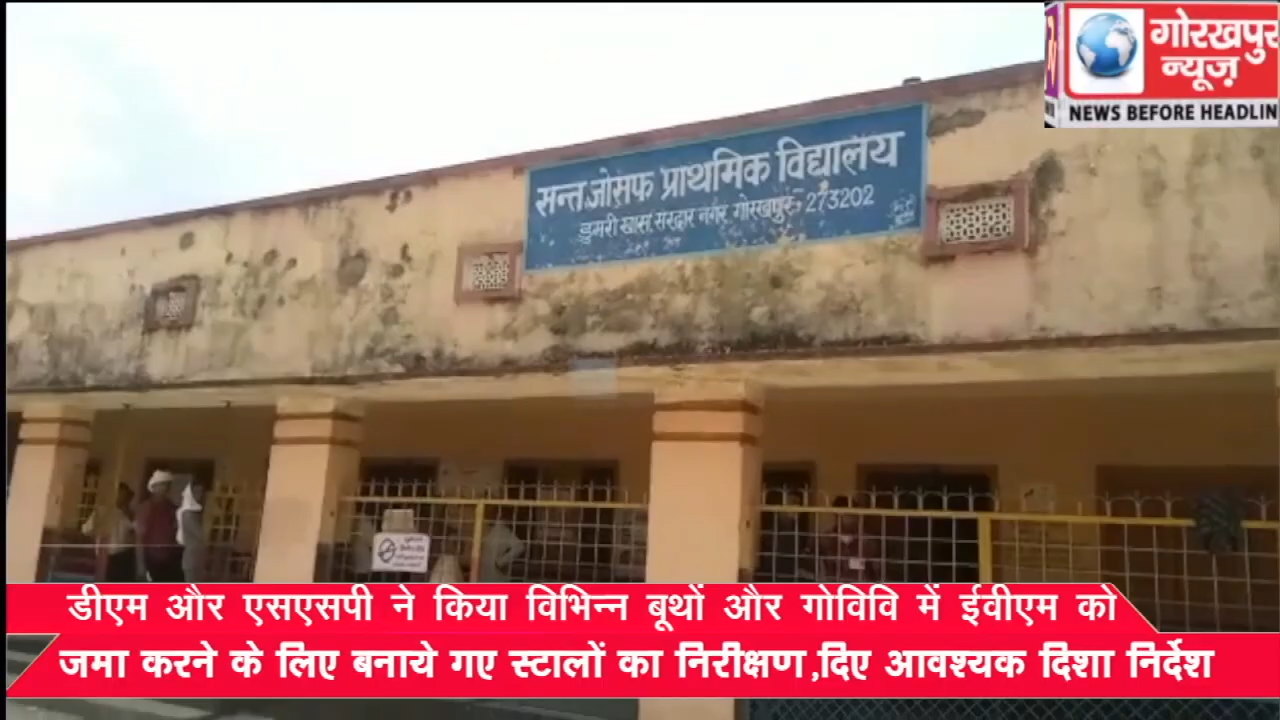 गोरखपुर
न्यूज़
NEWS BEFORE HEADLIN
सन्त जोसफ प्राथमिक विद्यालय
डुमरी खास, सरदार नगर, गोरखपुर, 273202
डीएम और एसएसपी ने किया विभिन्न बूथों और गोविवि में ईवीएम को
जमा करने के लिए बनाये गए स्टालों का निरीक्षण,दिए आवश्यक दिशा निर्देश